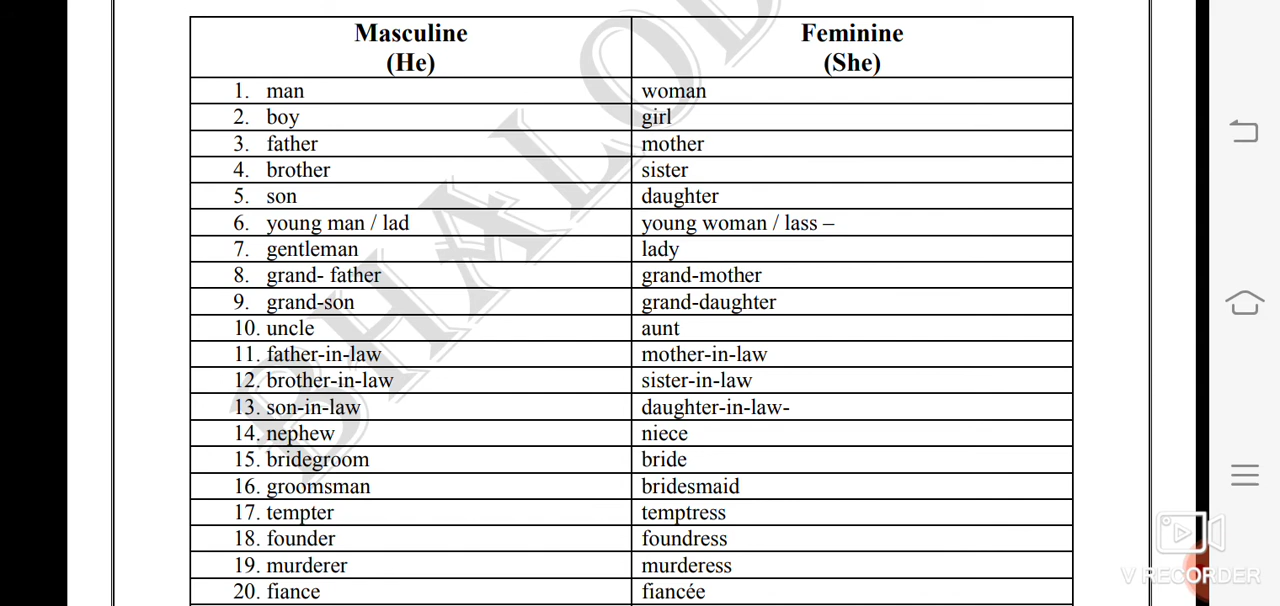 Masculine Feminine
(He) (She)
1. man woman
2. boy girl
3. father mother
4. brother sister
5. son daughter
6. young man / lad young woman / lass –
7. gentleman lady
8. grand- father grand-mother
9. grand-son grand-daughter
10. uncle aunt
11. father-in-law mother-in-law
12. brother-in-law sister-in-law
13. son-in-law daughter-in-law-
14. nephew niece
15. bridegroom bride
16. groomsman bridesmaid
17. tempter temptress
18. founder foundress
19. murderer murderess
20. fiance fiancée
V RECORDER